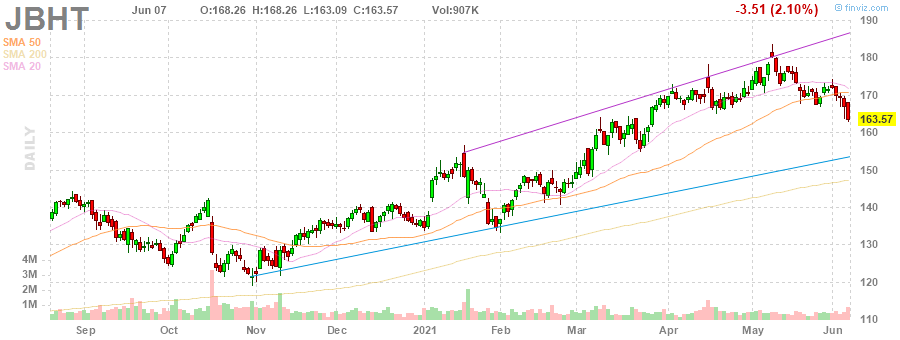 JBHT Jun 07 O:168.26 H:168.26 L:163.09 C:163.57 Vol:907K -3.51 (2.10%) © finviz.com
SMA 50
SMA 200
SMA 20
DAILY
190
180
170
163.57
160
150
140
130
120
110
4M
3M
2M
1M
Sep Oct Nov Dec 2021 Feb Mar Apr May Jun